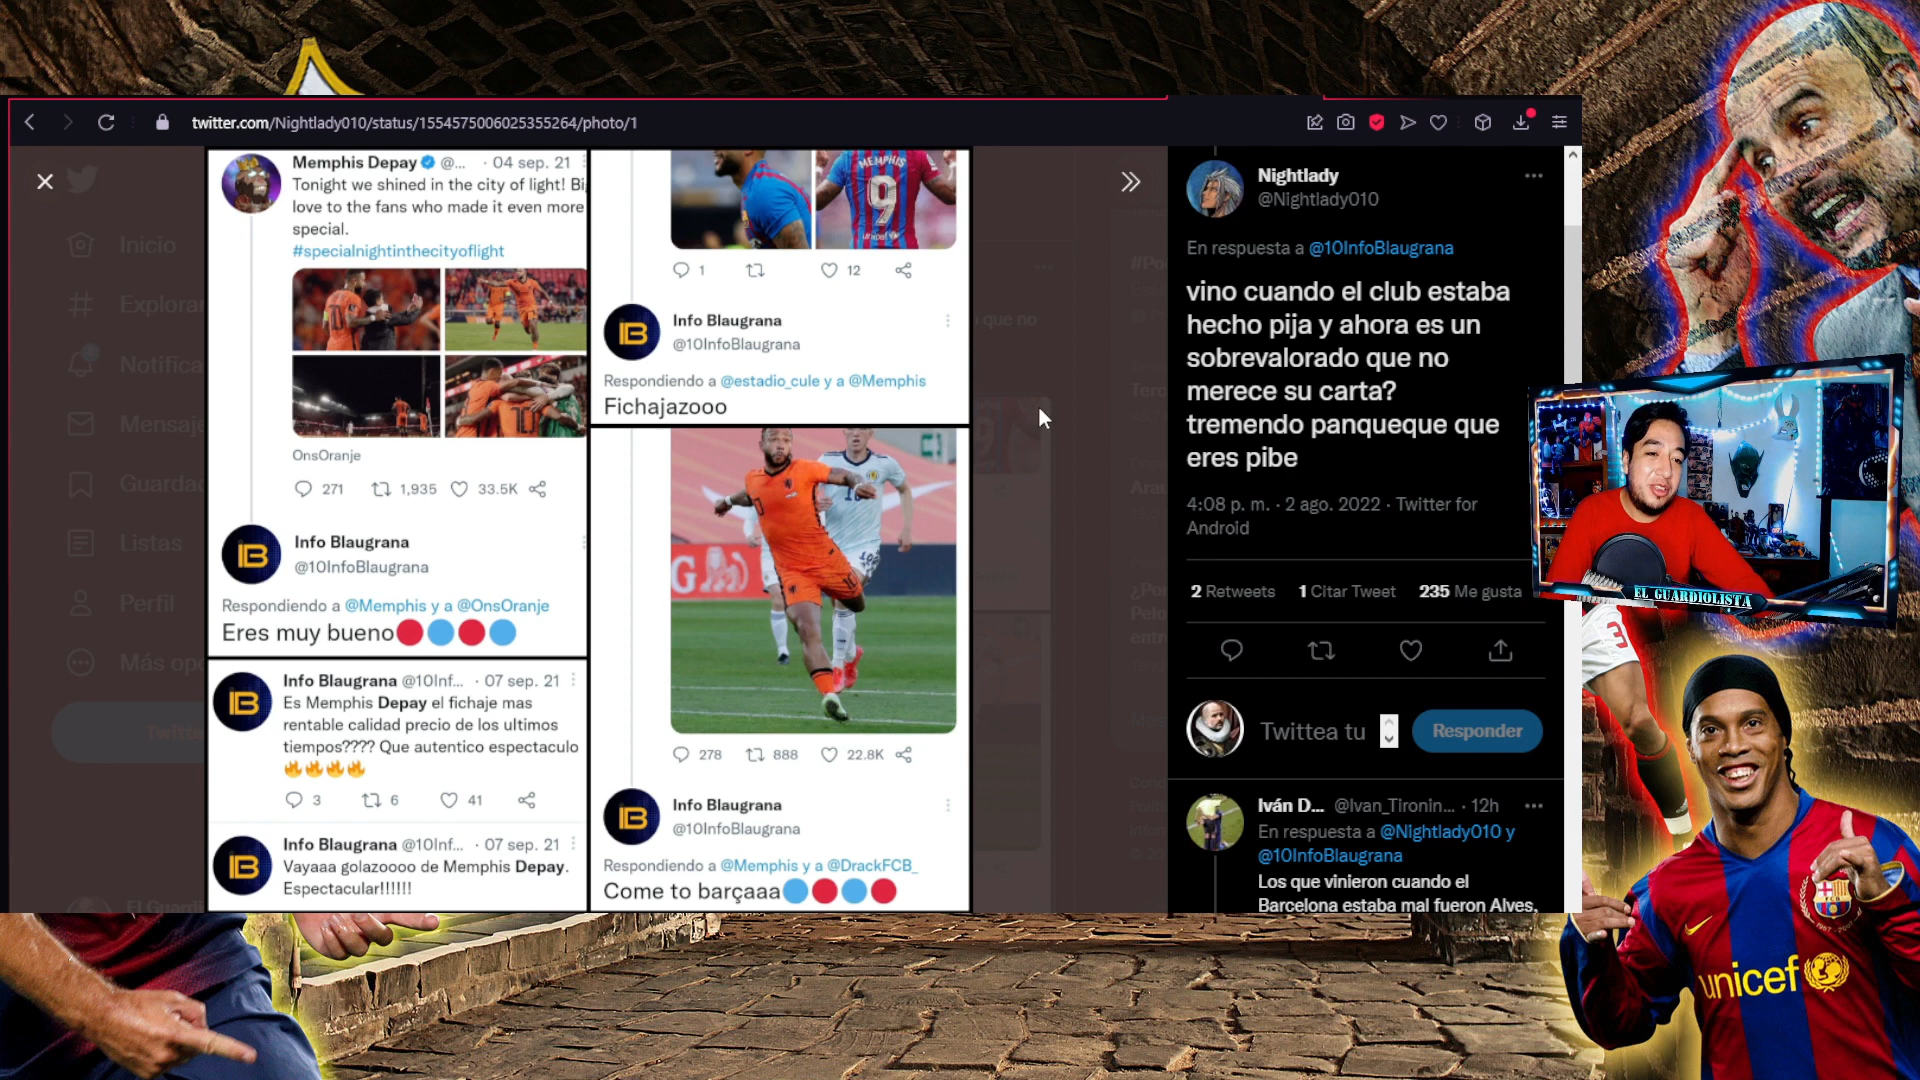 twitter.com/Nightlady010/status/1554575006025355264/photo/1
Inicio
Explorar
Notifica
Mensaje
Guardad
Listas
Perfil
Más opc
Memphis Depay @... · 04 sep. 21
Tonight we shined in the city of light! Bi
love to the fans who made it even more
special.
#specialnightinthecityoflight
OnsOranje
271 1,935 33.5K
Info Blaugrana
@10InfoBlaugrana
Respondiendo a @Memphis y a @OnsOranje
Eres muy bueno
Info Blaugrana @10Inf... · 07 sep. 21
Es Memphis Depay el fichaje mas
rentable calidad precio de los ultimos
tiempos???? Que autentico espectaculo
3 6 41
Info Blaugrana @10Inf... · 07 sep. 21
Vayaaa golazoooo de Memphis Depay.
Espectacular!!!!!!
MEMPHIS
9
unicef
1 12
Info Blaugrana
@10InfoBlaugrana
Respondiendo a @estadio_cule y a @Memphis
Fichajazooo
278 888 22.8K
Info Blaugrana
@10InfoBlaugrana
Respondiendo a @Memphis y a @DrackFCB_
Come to barçaaa
que no
Nightlady
@Nightlady010
En respuesta a @10InfoBlaugrana
vino cuando el club estaba
hecho pija y ahora es un
sobrevalorado que no
merece su carta?
tremendo panqueque que
eres pibe
4:08 p. m. · 2 ago. 2022 · Twitter for
Android
2 Retweets 1 Citar Tweet 235 Me gusta
Twittea tu
Responder
Iván D... @Ivan_Tironin... · 12h
En respuesta a @Nightlady010 y
@10InfoBlaugrana
Los que vinieron cuando el
Barcelona estaba mal fueron Alves,
EL GUARDIOLISTA
3
unicef